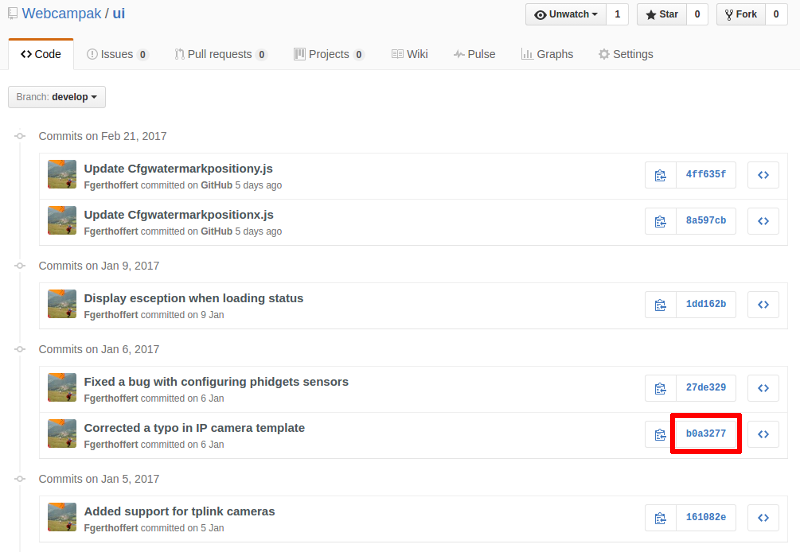 Webcampak / ui
Unwatch 1 Star 0 Fork 0
Code Issues 0 Pull requests 0 Projects 0 Wiki Pulse Graphs Settings
Branch: develop
Commits on Feb 21, 2017
Update Cfgwatermarkpositiony.js
Fgerthoffert committed on GitHub 5 days ago
4ff635f
Update Cfgwatermarkpositionx.js
Fgerthoffert committed on GitHub 5 days ago
8a597cb
Commits on Jan 9, 2017
Display esception when loading status
Fgerthoffert committed on 9 Jan
1dd162b
Commits on Jan 6, 2017
Fixed a bug with configuring phidgets sensors
Fgerthoffert committed on 6 Jan
27de329
Corrected a typo in IP camera template
Fgerthoffert committed on 6 Jan
b0a3277
Commits on Jan 5, 2017
Added support for tplink cameras
Fgerthoffert committed on 5 Jan
161082e